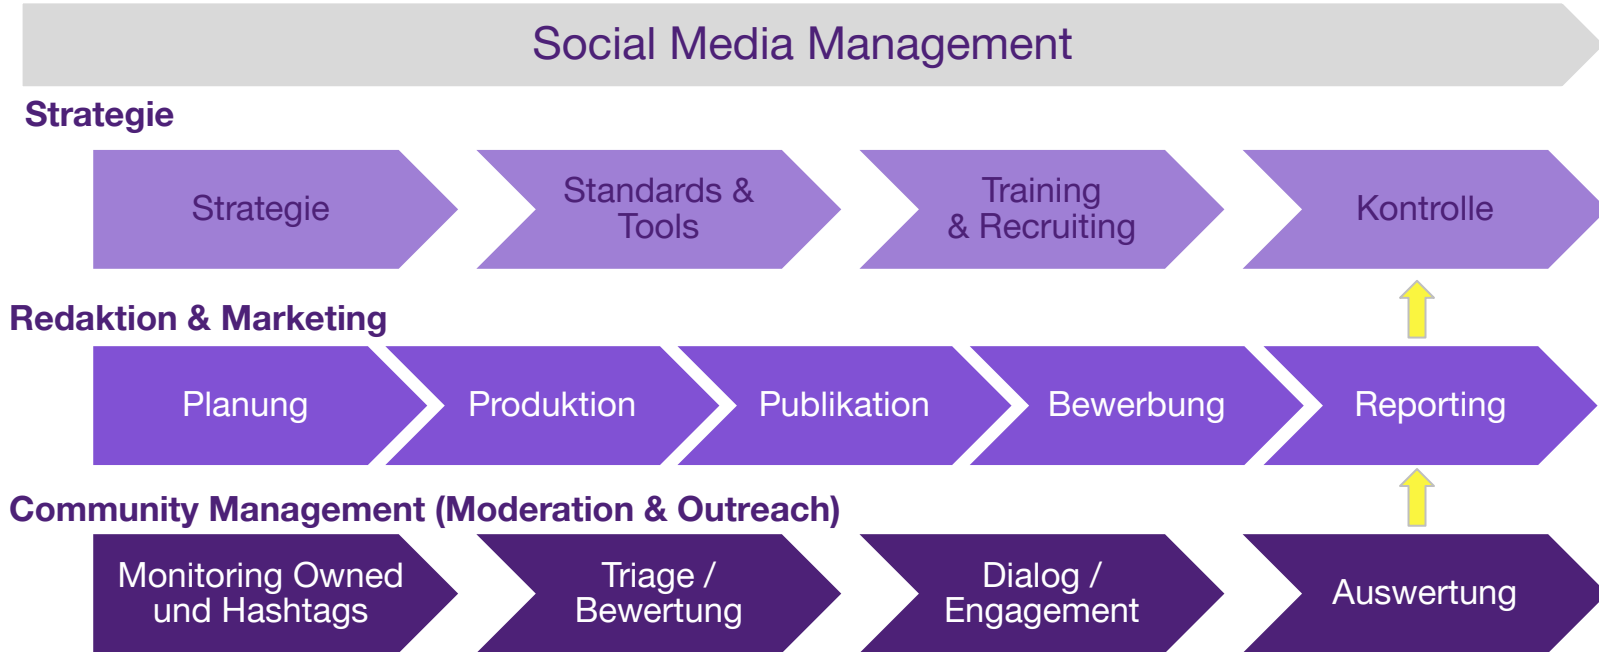 Social Media Management
Strategie
Strategie
Standards &
Tools
Training
& Recruiting
Kontrolle
Redaktion & Marketing
Planung
Produktion
Publikation
Bewerbung
Reporting
Community Management (Moderation & Outreach)
Monitoring Owned
und Hashtags
Triage /
Bewertung
Dialog /
Engagement
Auswertung